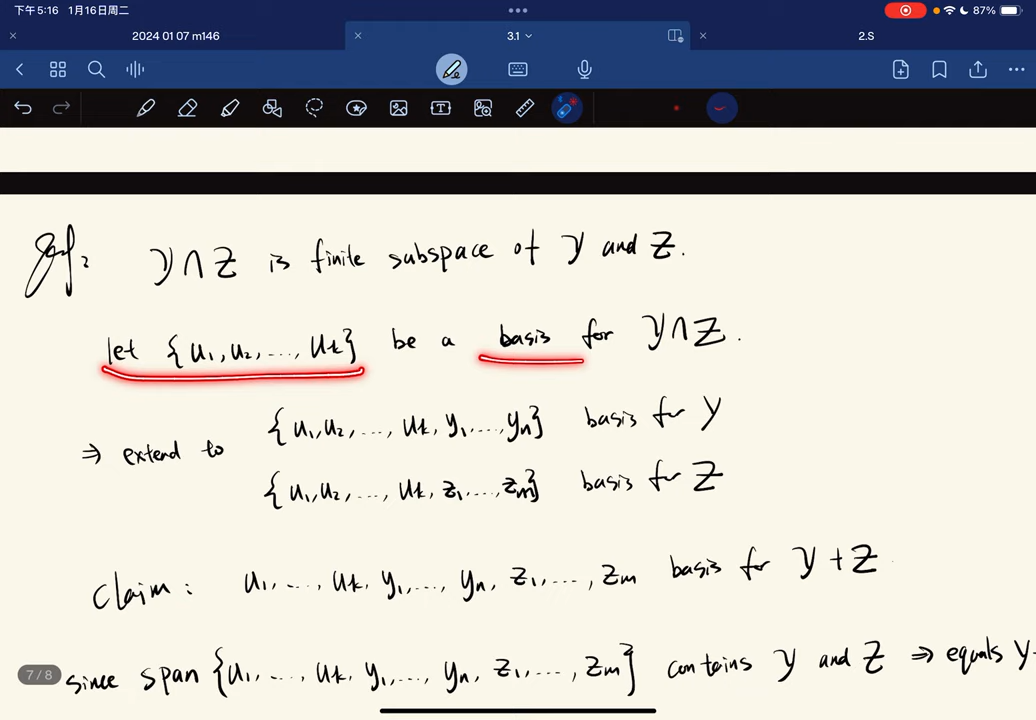 下午5:16 1月16日周二
87%
2024 01 07 m146
3.1
2.S
Y∩Z is finite subspace of Y and Z.
let {u₁, u₂, ..., uₖ} be a basis for Y∩Z.
⇒ extend to {u₁, u₂, ..., uₖ, y₁, ..., yₙ} basis for Y
{u₁, u₂, ..., uₖ, z₁, ..., zₘ} basis for Z
Claim: u₁, ..., uₖ, y₁, ..., yₙ, z₁, ..., zₘ basis for Y+Z
since span {u₁, ..., uₖ, y₁, ..., yₙ, z₁, ..., zₘ} contains Y and Z ⇒ equals Y
7/8